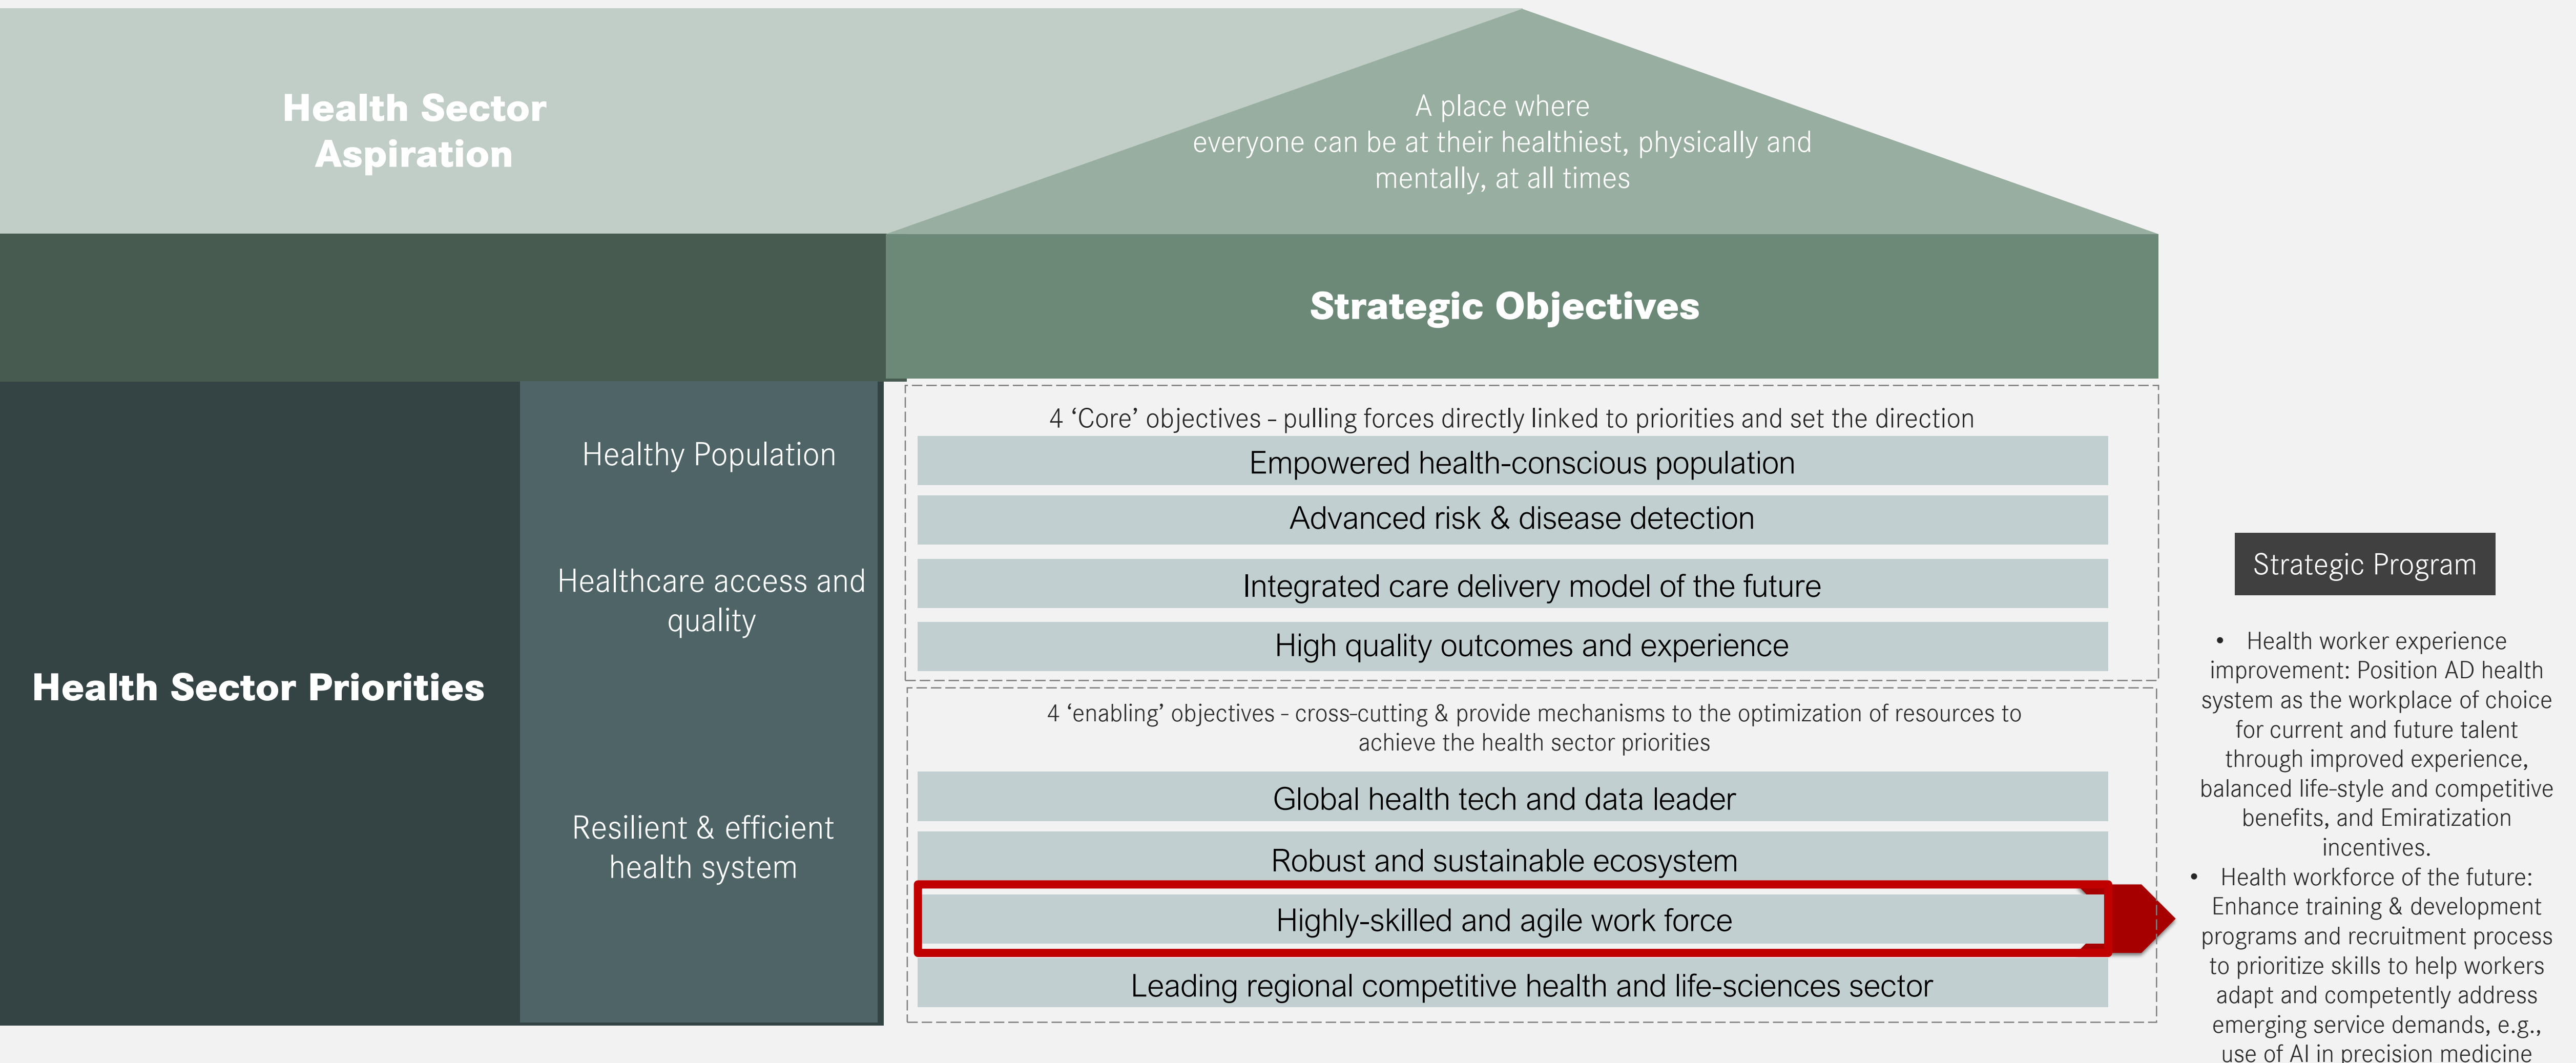 Health Sector
Aspiration
A place where
everyone can be at their healthiest, physically and
mentally, at all times
Strategic Objectives
Health Sector Priorities
Healthy Population
Healthcare access and
quality
Resilient & efficient
health system
4 ‘Core’ objectives - pulling forces directly linked to priorities and set the direction
Empowered health-conscious population
Advanced risk & disease detection
Integrated care delivery model of the future
High quality outcomes and experience
4 ‘enabling’ objectives - cross-cutting & provide mechanisms to the optimization of resources to
achieve the health sector priorities
Global health tech and data leader
Robust and sustainable ecosystem
Highly-skilled and agile work force
Leading regional competitive health and life-sciences sector
Strategic Program
• Health worker experience
improvement: Position AD health
system as the workplace of choice
for current and future talent
through improved experience,
balanced life-style and competitive
benefits, and Emiratization
incentives.
• Health workforce of the future:
Enhance training & development
programs and recruitment process
to prioritize skills to help workers
adapt and competently address
emerging service demands, e.g.,
use of AI in precision medicine